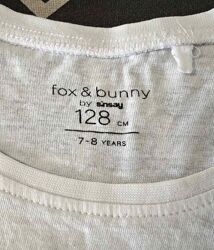 fox & bunny
by sinsay
128 CM
7-8 YEARS